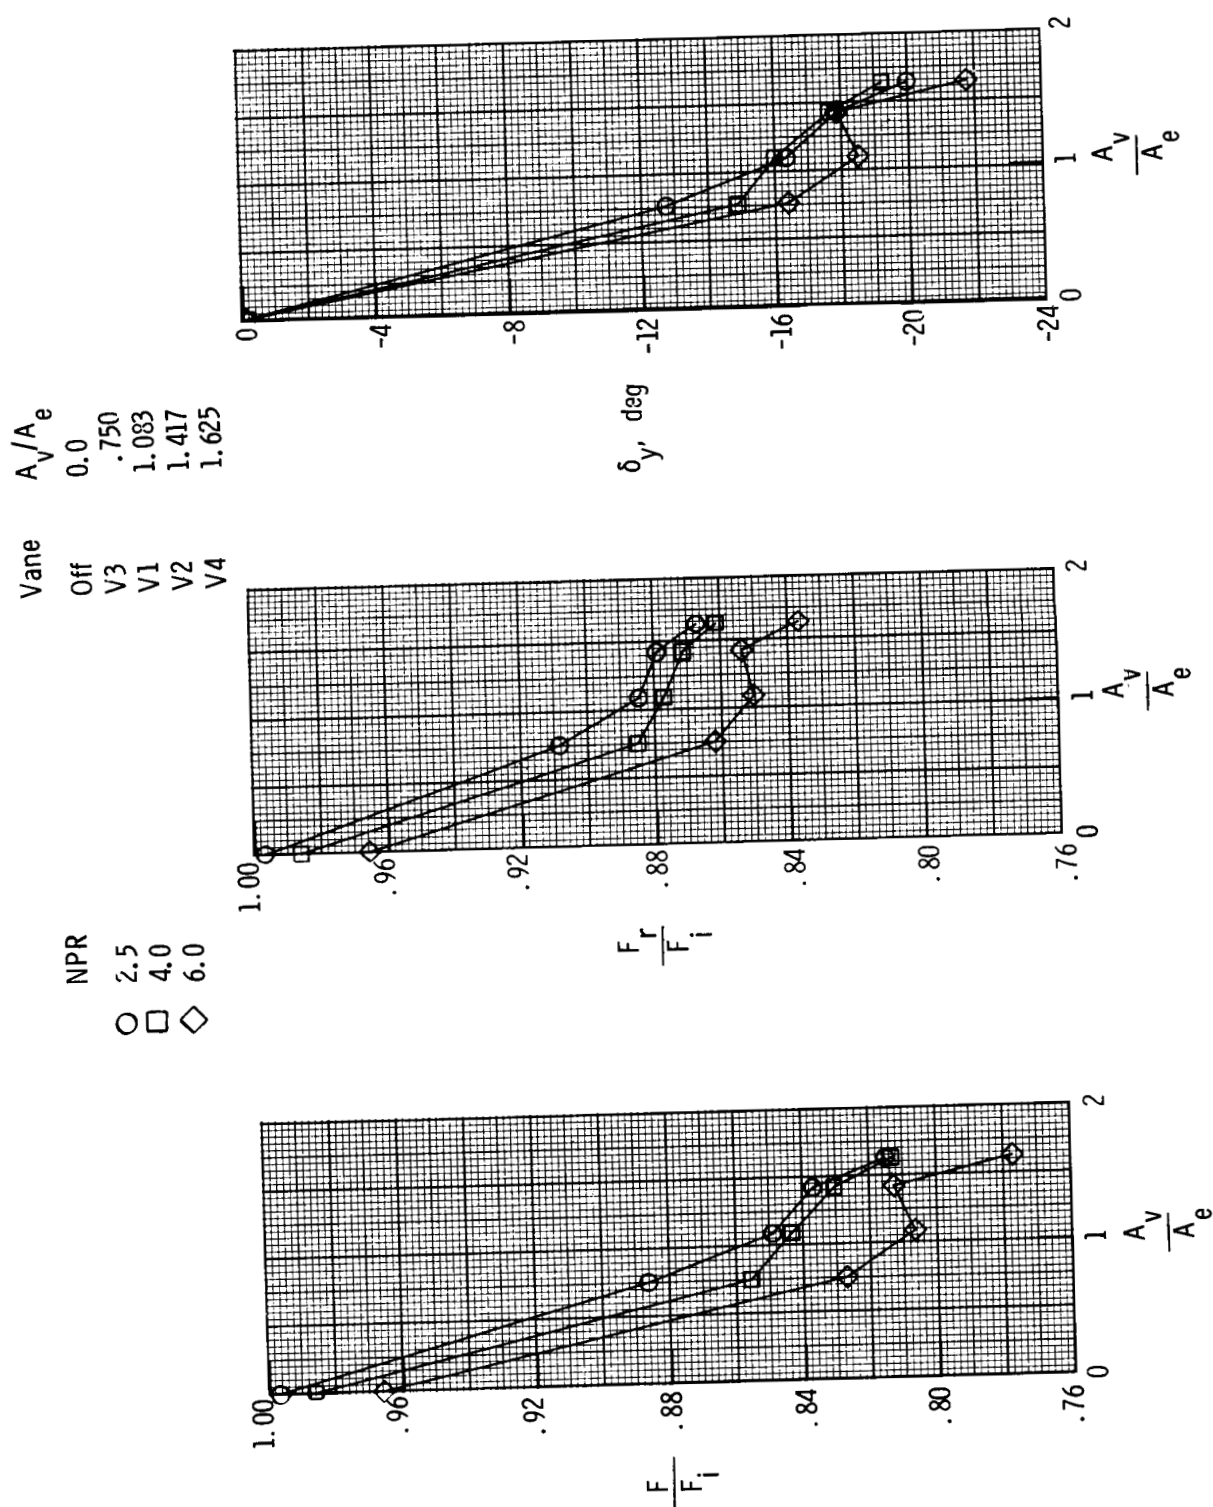 NPR
2.5
4.0
6.0
Vane A_v/A_e
Off 0.0
V3 .750
V1 1.083
V2 1.417
V4 1.625
F/F_i
1.00
.96
.92
.88
.84
.80
.76
0 1 2
A_v/A_e
F_r/F_i
1.00
.96
.92
.88
.84
.80
.76
0 1 2
A_v/A_e
δ_y, deg
0
-4
-8
-12
-16
-20
-24
0 1 2
A_v/A_e